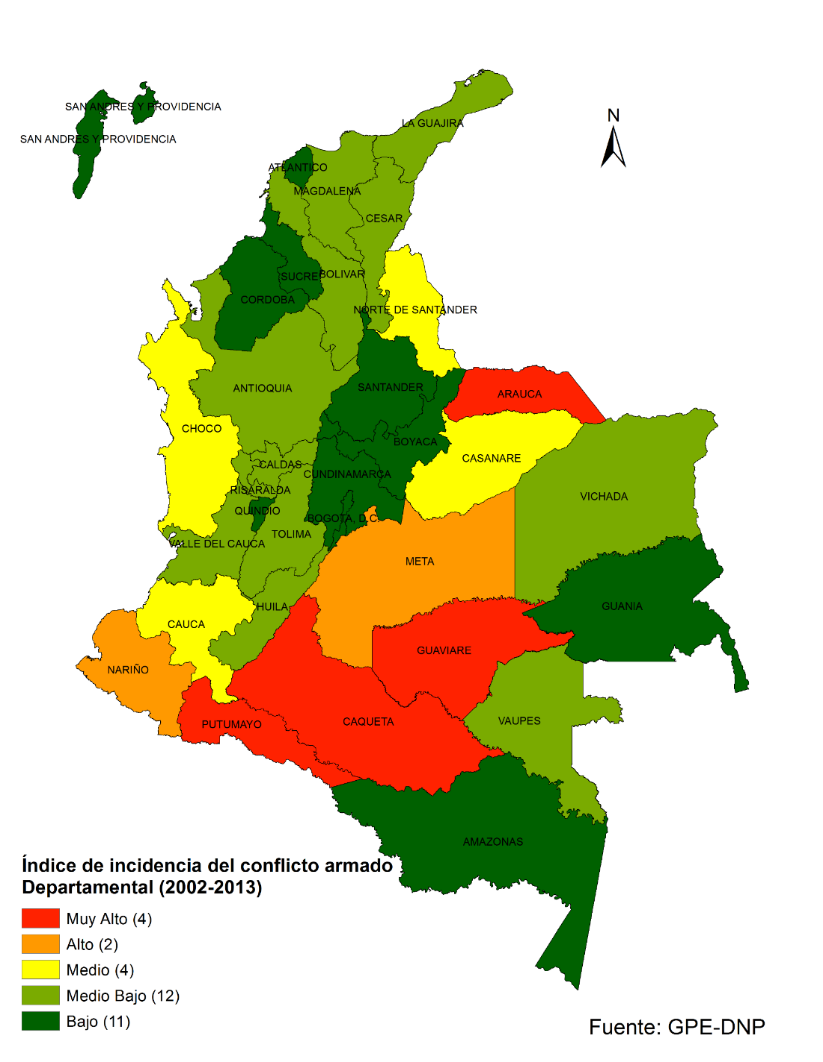 SAN ANDRES Y PROVIDENCIA
SAN ANDRES Y PROVIDENCIA
N
LA GUAJIRA
ATLANTICO
MAGDALENA
CESAR
SUCRE
BOLIVAR
CORDOBA
NORTE DE SANTANDER
ANTIOQUIA
SANTANDER
ARAUCA
CHOCO
BOYACA
CASANARE
CALDAS
CUNDINAMARCA
RISARALDA
VICHADA
QUINDIO
BOGOTA, D.C.
TOLIMA
VALLE DEL CAUCA
META
HUILA
GUANIA
CAUCA
GUAVIARE
NARIÑO
PUTUMAYO
CAQUETA
VAUPES
AMAZONAS
Índice de incidencia del conflicto armado
Departamental (2002-2013)
Muy Alto (4)
Alto (2)
Medio (4)
Medio Bajo (12)
Bajo (11)
Fuente: GPE-DNP